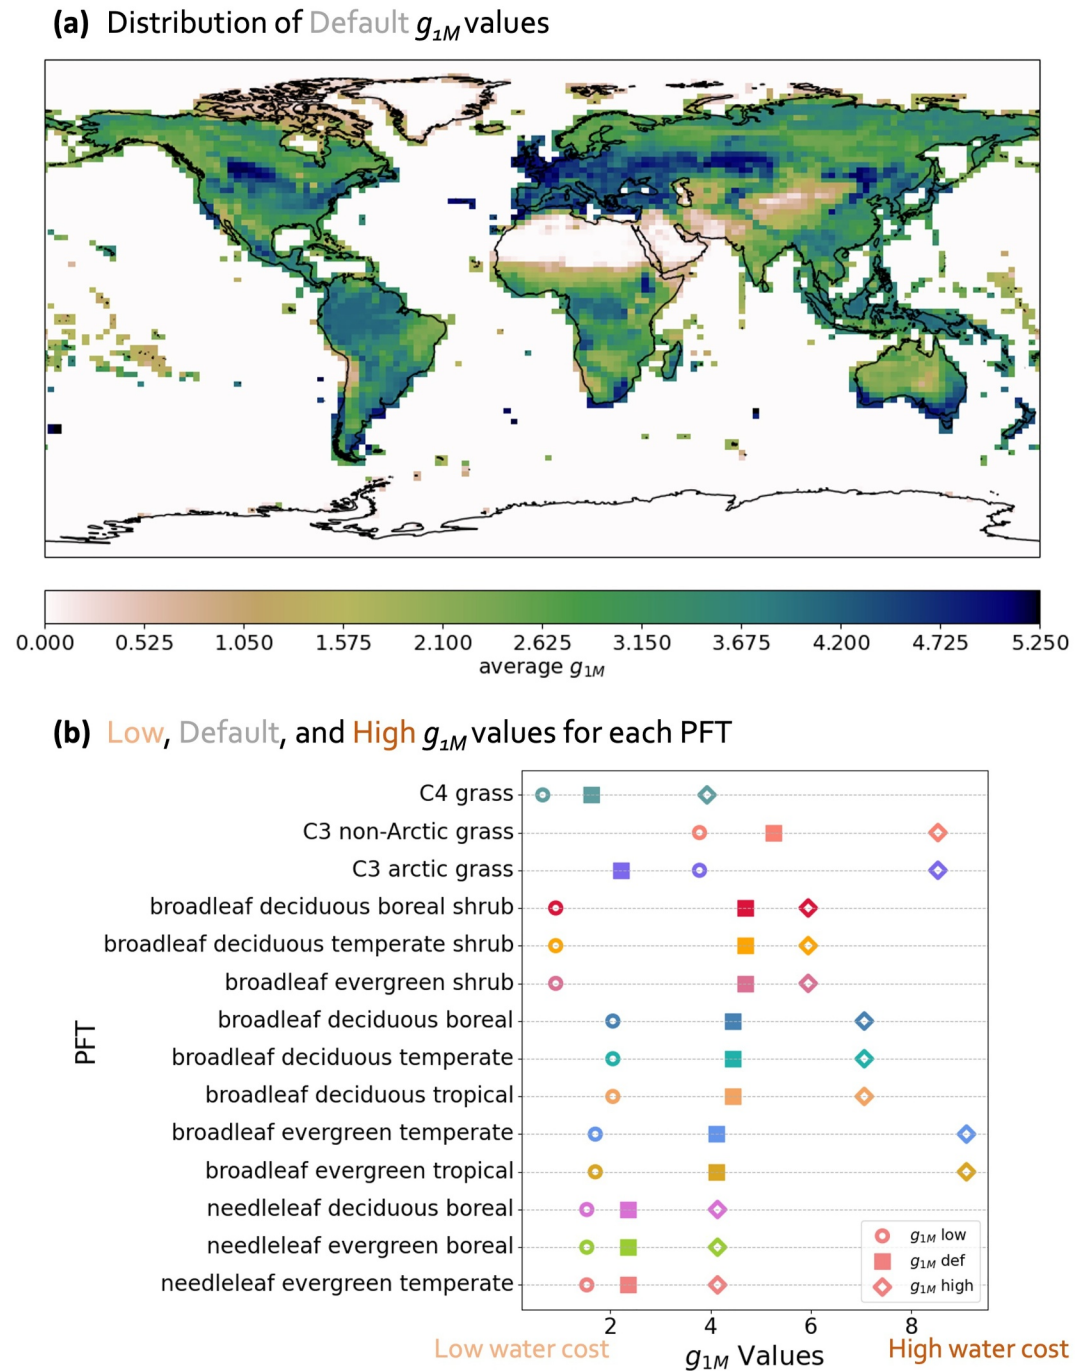 (a) Distribution of Default g1M values
0.000 0.525 1.050 1.575 2.100 2.625 3.150 3.675 4.200 4.725 5.250
average g1M
(b) Low, Default, and High g1M values for each PFT
C4 grass
C3 non-Arctic grass
C3 arctic grass
broadleaf deciduous boreal shrub
broadleaf deciduous temperate shrub
broadleaf evergreen shrub
broadleaf deciduous boreal
broadleaf deciduous temperate
broadleaf deciduous tropical
broadleaf evergreen temperate
broadleaf evergreen tropical
needleleaf deciduous boreal
needleleaf evergreen boreal
needleleaf evergreen temperate
PFT
g1M low
g1M def
g1M high
2 4 6 8
Low water cost
g1M Values
High water cost